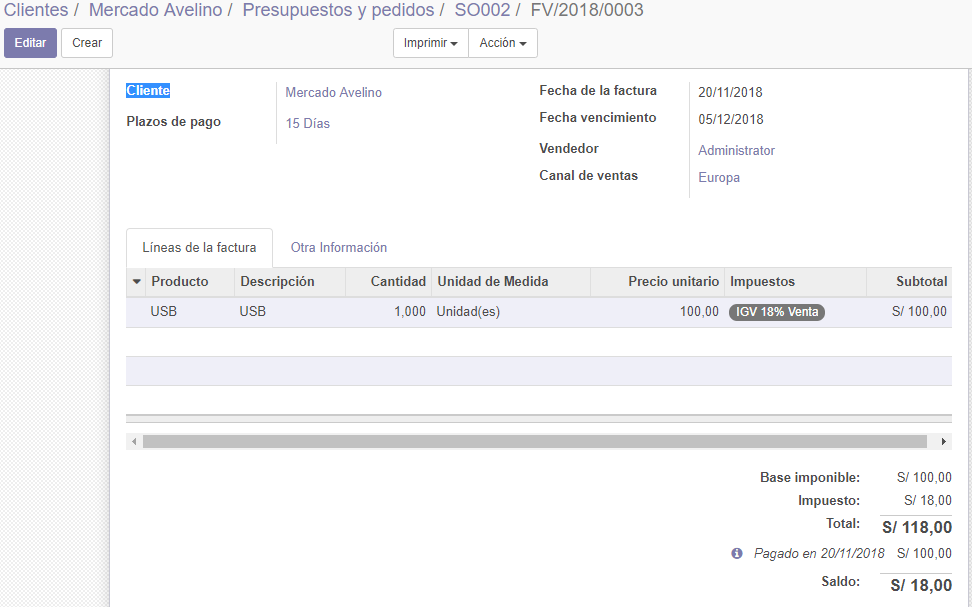 Clientes / Mercado Avelino / Presupuestos y pedidos / SO002 / FV/2018/0003
Editar Crear Imprimir Acción
Cliente Mercado Avelino Fecha de la factura 20/11/2018
Plazos de pago 15 Días Fecha vencimiento 05/12/2018
Vendedor Administrator
Canal de ventas Europa
Líneas de la factura Otra Información
Producto Descripción Cantidad Unidad de Medida Precio unitario Impuestos Subtotal
USB USB 1,000 Unidad(es) 100,00 IGV 18% Venta S/ 100,00
Base imponible: S/ 100,00
Impuesto: S/ 18,00
Total: S/ 118,00
Pagado en 20/11/2018 S/ 100,00
Saldo: S/ 18,00